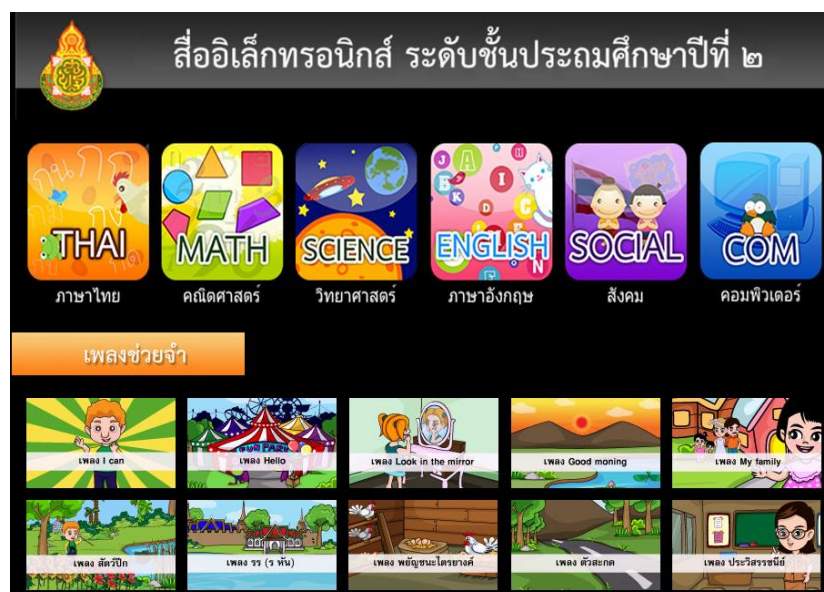 สื่ออิเล็กทรอนิกส์ ระดับชั้นประถมศึกษาปีที่ ๒
THAI
MATH
SCIENCE
ENGLISH
SOCIAL
COM
ภาษาไทย
คณิตศาสตร์
วิทยาศาสตร์
ภาษาอังกฤษ
สังคม
คอมพิวเตอร์
เพลงช่วยจำ
FUN PARK
เพลง I can
เพลง Hello
เพลง Look in the mirror
เพลง Good moning
เพลง My family
เพลง สัตว์ปีก
เพลง รร (ร หัน)
เพลง พยัญชนะไตรยางค์
เพลง ตัวสะกด
เพลง ประวิสรรชนีย์